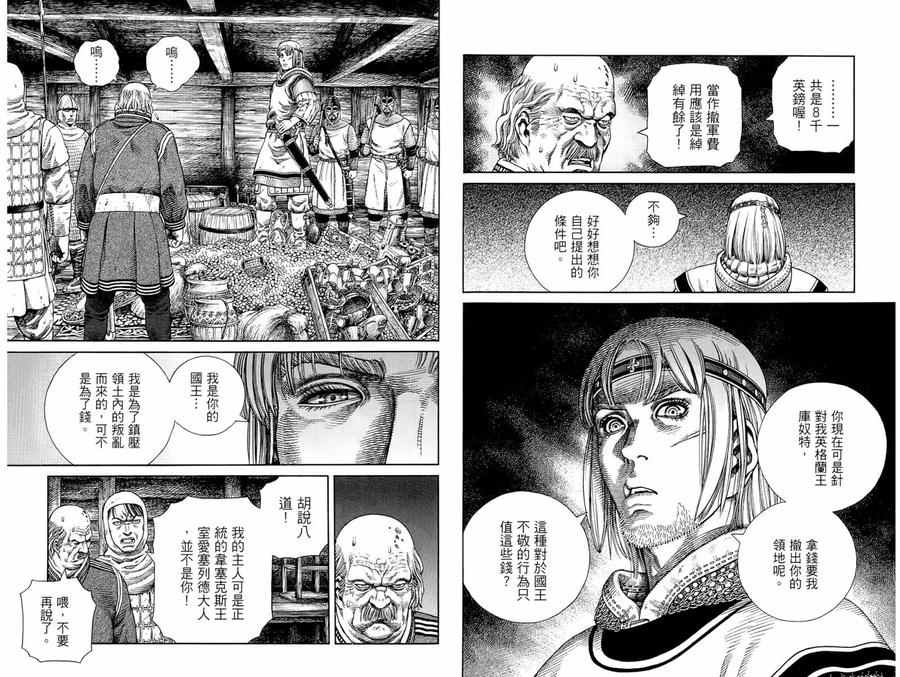 ………一
共是８千
英鎊喔！
當作撤軍費
用應該是綽
綽有餘了！
不夠…
好好想想你
自己提出的
條件吧。
你現在可是針
對我英格蘭王
庫奴特，
拿錢要我
撤出你的
領地呢。
這種對於國王
不敬的行為只
值這些錢？
嗚
……
嗚
……
我是你的
國王…
我是為了鎮壓
領土內的叛亂
而來的，可不
是為了錢。
胡說八
道！
我的主人可是正
統的韋塞克斯王
室愛塞列德大人
，並不是你！
喂，不要
再說了。